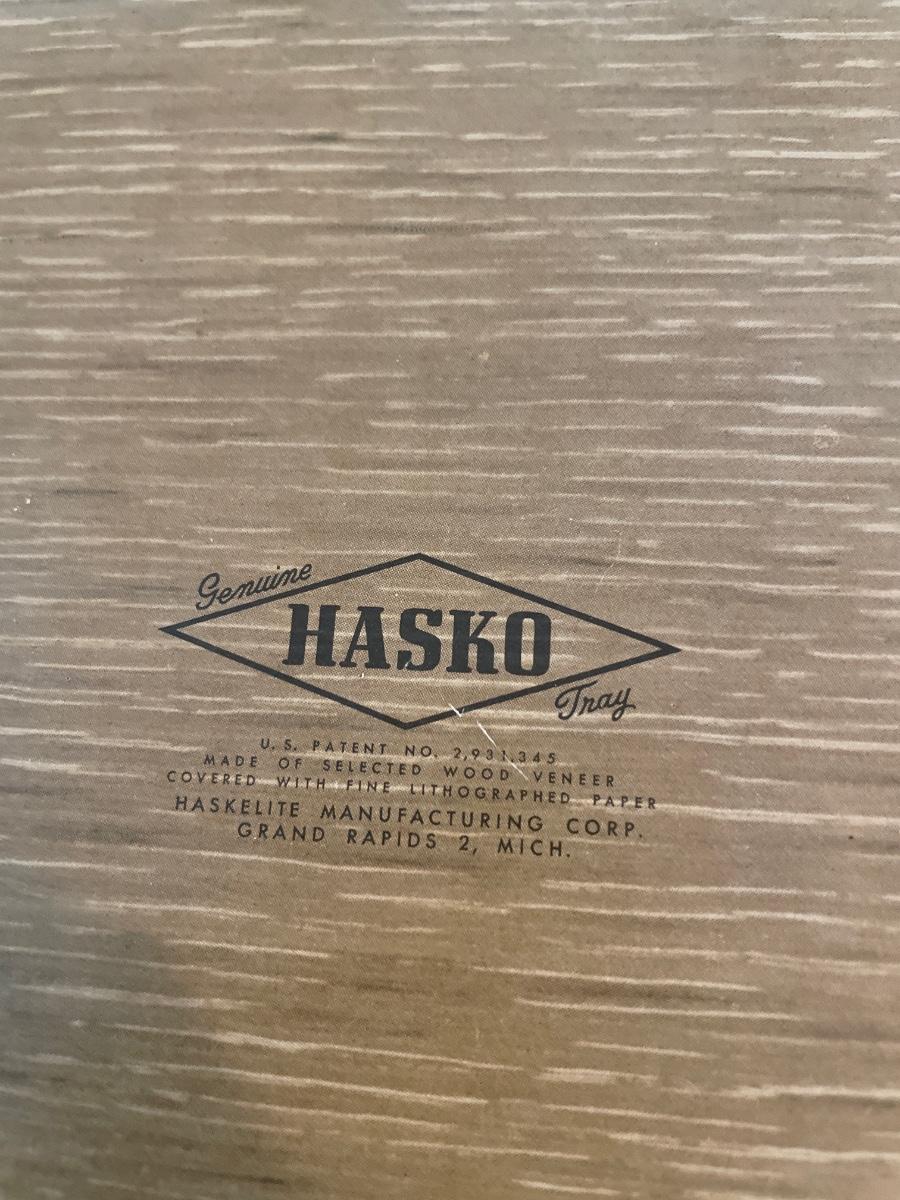 Genuine
HASKO
Tray
U.S. PATENT NO. 2,931,345
MADE OF SELECTED WOOD VENEER
COVERED WITH FINE LITHOGRAPHED PAPER
HASKELITE MANUFACTURING CORP.
GRAND RAPIDS 2, MICH.